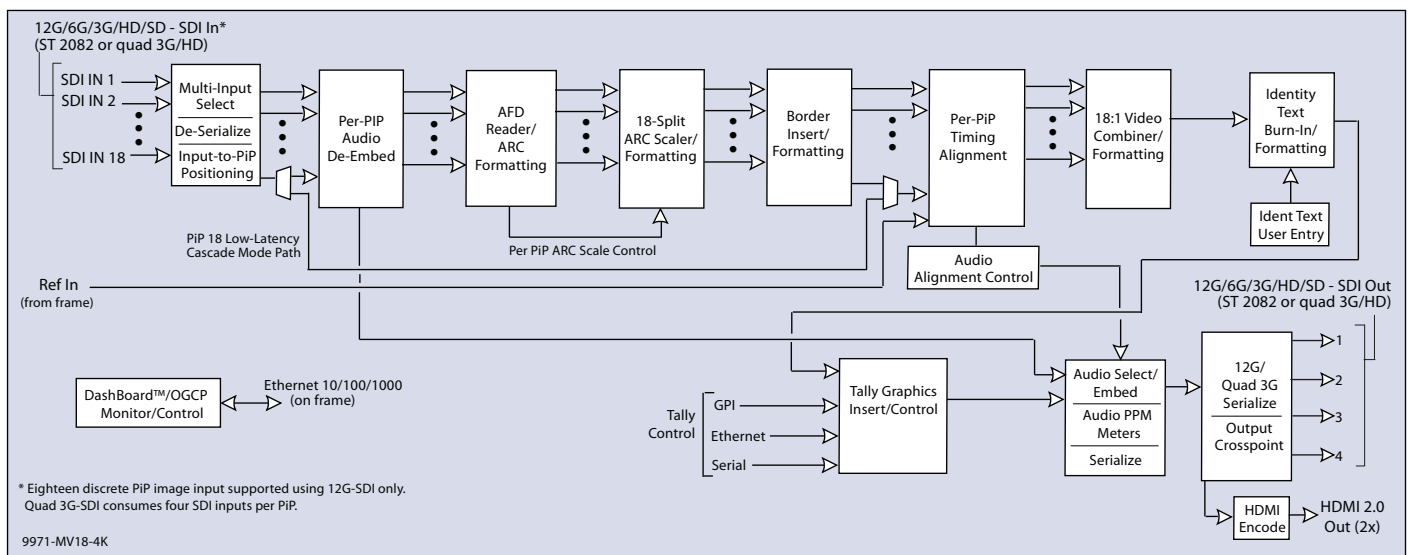 12G/6G/3G/HD/SD - SDI In*
(ST 2082 or quad 3G/HD)
SDI IN 1
SDI IN 2
SDI IN 18
Multi-Input
Select
De-Serialize
Input-to-PiP
Positioning
Per-PIP
Audio
De-Embed
AFD
Reader/
ARC
Formatting
18-Split
ARC Scaler/
Formatting
Border
Insert/
Formatting
Per-PiP
Timing
Alignment
18:1 Video
Combiner/
Formatting
Identity
Text
Burn-In/
Formatting
Ident Text
User Entry
PiP 18 Low-Latency
Cascade Mode Path
Per PiP ARC Scale Control
Audio
Alignment Control
Ref In
(from frame)
12G/6G/3G/HD/SD - SDI Out
(ST 2082 or quad 3G/HD)
DashBoard™/OGCP
Monitor/Control
Ethernet 10/100/1000
(on frame)
Tally
Control
GPI
Ethernet
Serial
Tally Graphics
Insert/Control
Audio Select/
Embed
Audio PPM
Meters
Serialize
12G/
Quad 3G
Serialize
Output
Crosspoint
1
2
3
4
HDMI
Encode
HDMI 2.0
Out (2x)
* Eighteen discrete PiP image input supported using 12G-SDI only.
Quad 3G-SDI consumes four SDI inputs per PiP.
9971-MV18-4K